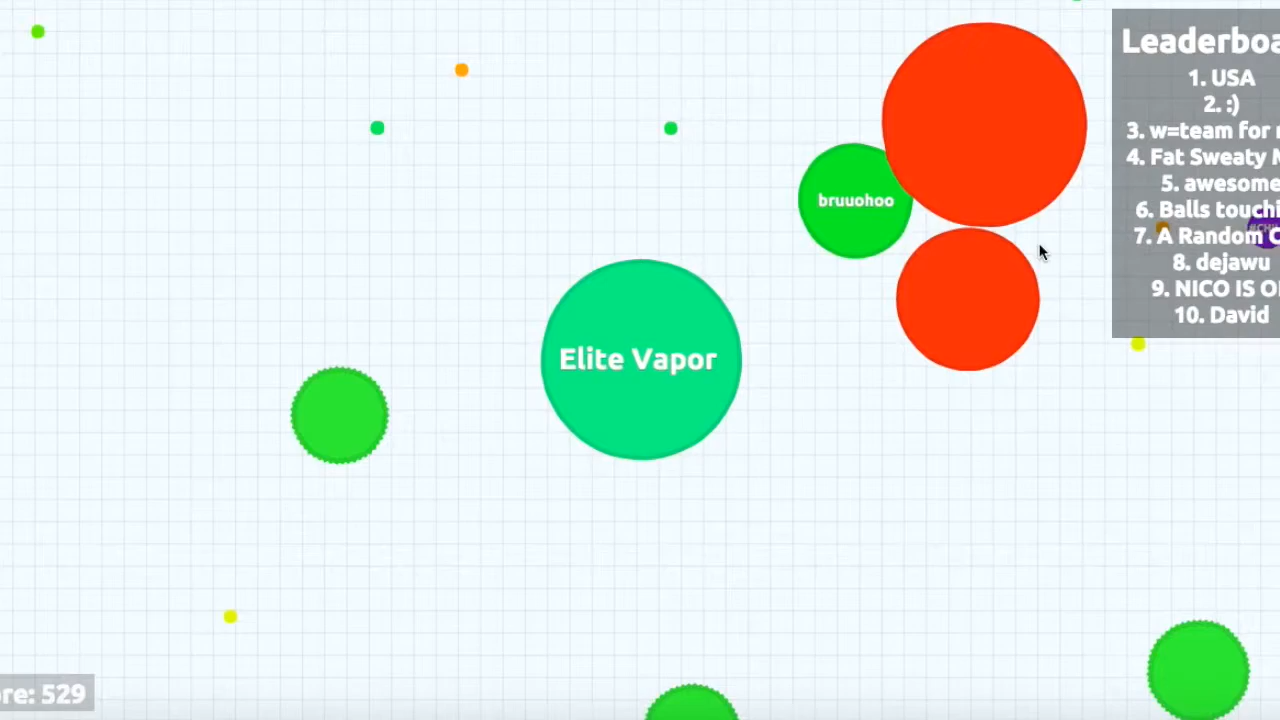 Leaderboa
1. USA
2. :)
3. w=team for
4. Fat Sweaty
5. awesome
6. Balls touchi
7. A Random C
8. dejawu
9. NICO IS O
10. David
bruuohoo
Elite Vapor
re: 529